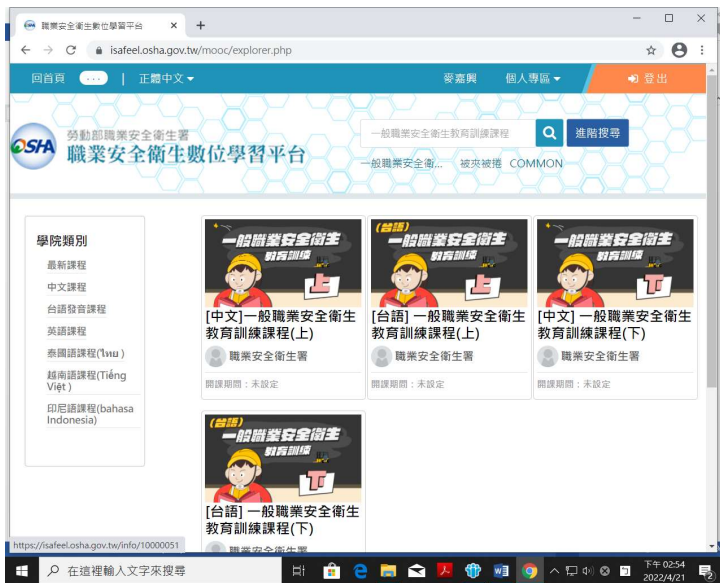 職業安全衛生數位學習平台
isafeel.osha.gov.tw/mooc/explorer.php
回首頁 ... | 正體中文 麥嘉興 個人專區 登出
OSHA
勞動部職業安全衛生署
職業安全衛生數位學習平台
一般職業安全衛生教育訓練課程 進階搜尋
一般職業安全衛... 被夾被捲 COMMON
學院類別
最新課程
中文課程
台語發音課程
英語課程
泰國語課程(ไทย )
越南語課程(Tiếng
Việt )
印尼語課程(bahasa
Indonesia)
一般職業安全衛生
教育訓練
上
[中文]一般職業安全衛生
教育訓練課程(上)
職業安全衛生署
開課期間：未設定
(台語)
一般職業安全衛生
教育訓練
上
[台語]一般職業安全衛生
教育訓練課程(上)
職業安全衛生署
開課期間：未設定
一般職業安全衛生
教育訓練
下
[中文]一般職業安全衛生
教育訓練課程(下)
職業安全衛生署
開課期間：未設定
(台語)
一般職業安全衛生
教育訓練
下
[台語]一般職業安全衛生
教育訓練課程(下)
職業安全衛生署
https://isafeel.osha.gov.tw/info/10000051
在這裡輸入文字來搜尋
下午 02:54
2022/4/21